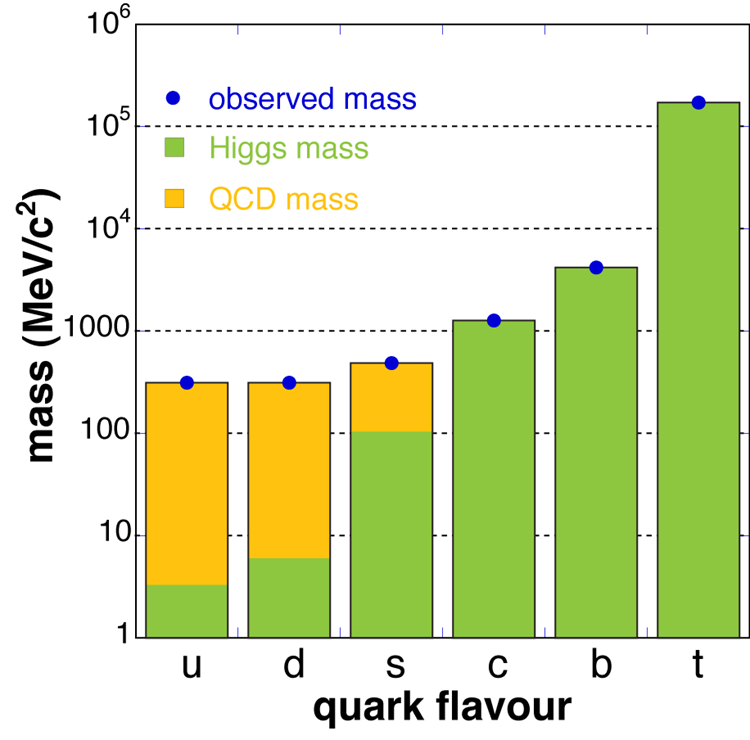 10^6
observed mass
10^5
Higgs mass
QCD mass
10^4
mass (MeV/c^2)
1000
100
10
1
u d s c b t
quark flavour